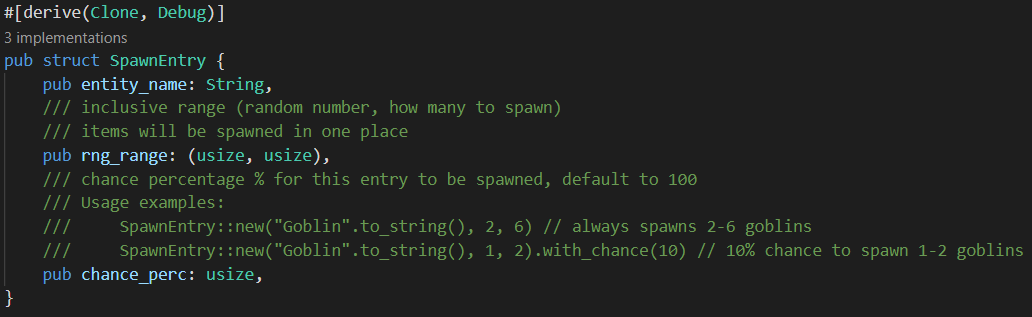 #[derive(Clone, Debug)]
3 implementations
pub struct SpawnEntry {
    pub entity_name: String,
    /// inclusive range (random number, how many to spawn)
    /// items will be spawned in one place
    pub rng_range: (usize, usize),
    /// chance percentage % for this entry to be spawned, default to 100
    /// Usage examples:
    ///     SpawnEntry::new("Goblin".to_string(), 2, 6) // always spawns 2-6 goblins
    ///     SpawnEntry::new("Goblin".to_string(), 1, 2).with_chance(10) // 10% chance to spawn 1-2 goblins
    pub chance_perc: usize,
}